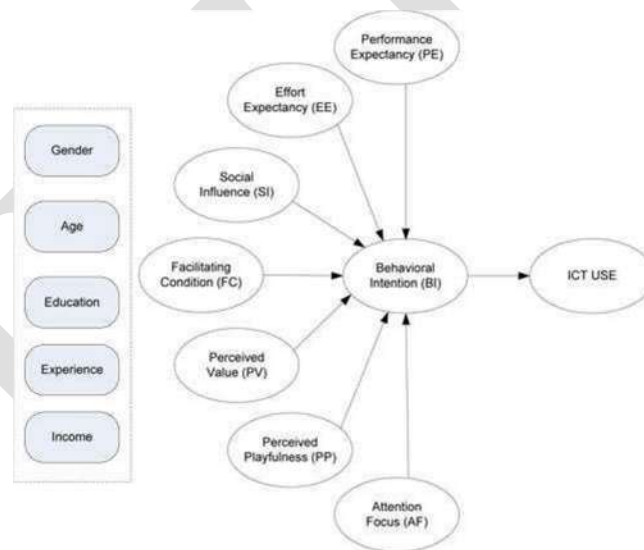 Performance
Expectancy (PE)
Effort
Expectancy (EE)
Gender
Social
Influence (SI)
Age
Facilitating
Condition (FC)
Behavioral
Intention (BI)
ICT USE
Education
Perceived
Value (PV)
Experience
Income
Perceived
Playfulness (PP)
Attention
Focus (AF)